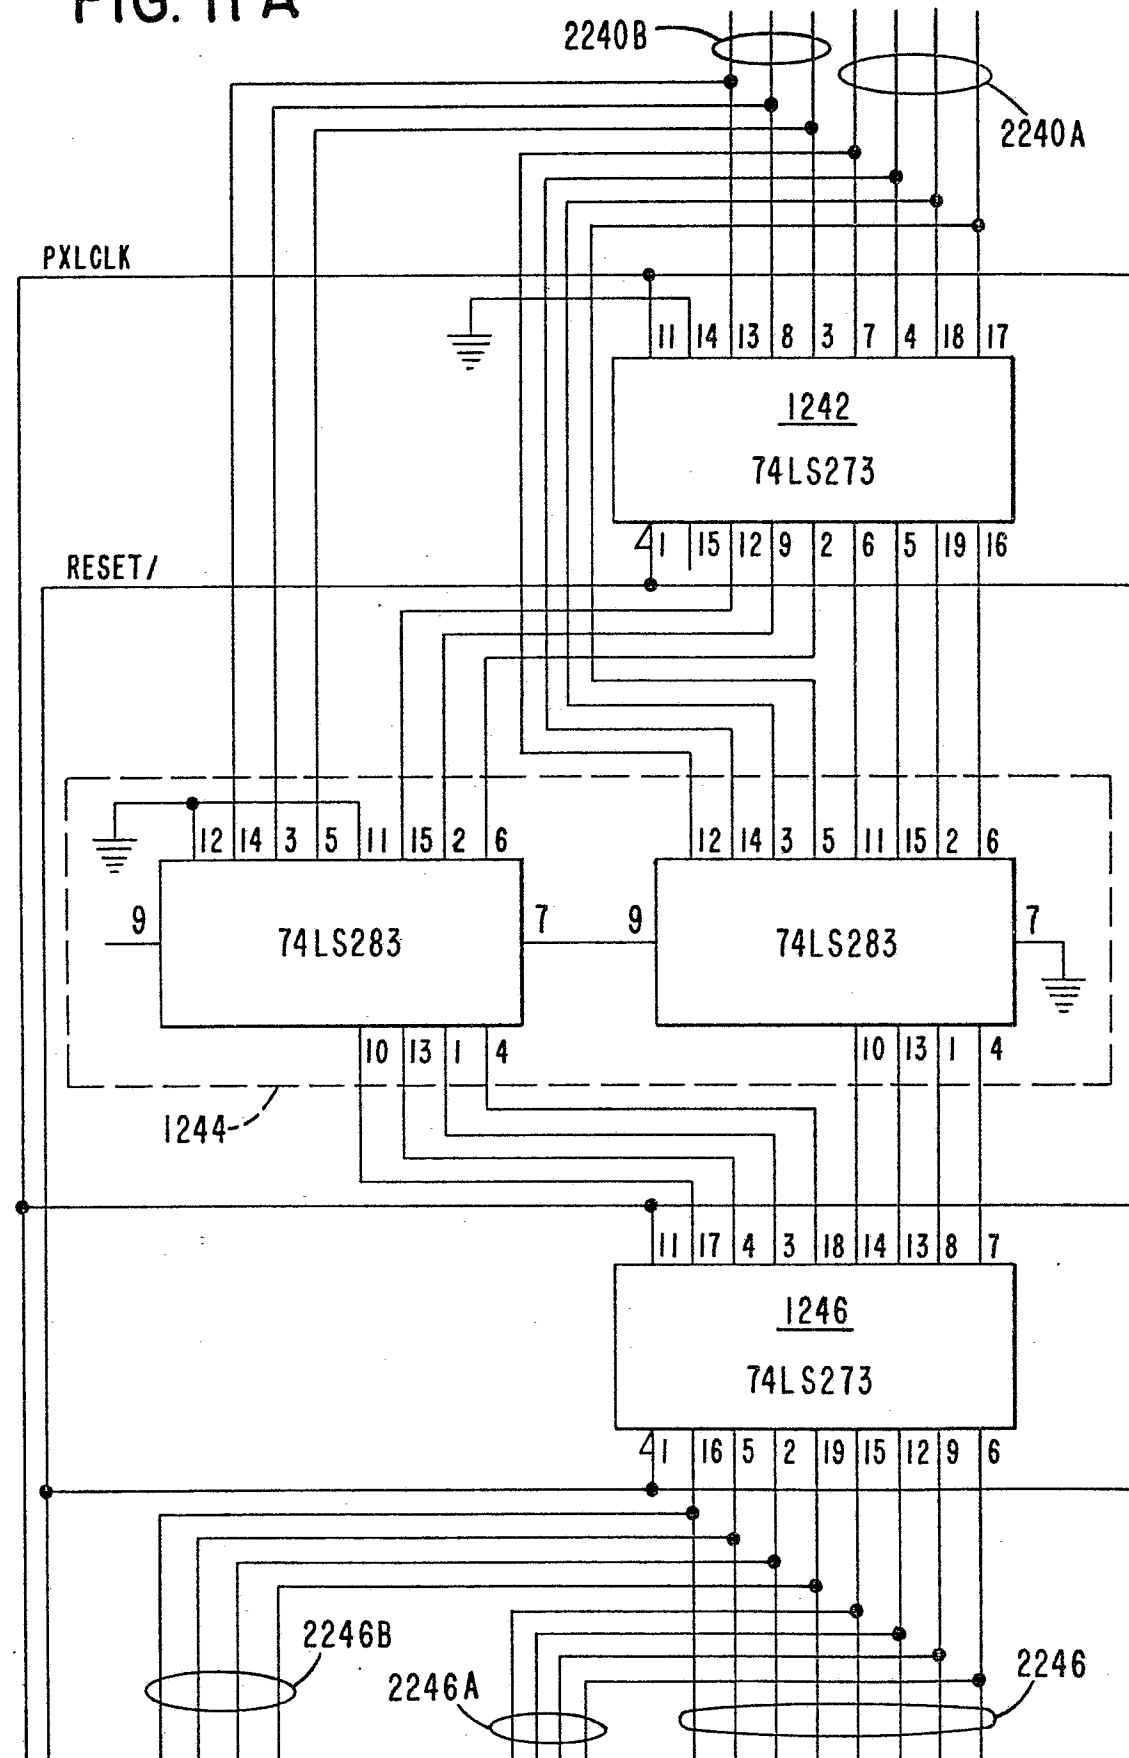 FIG. 11 A
2240B
2240A
PXLCLK
11 14 13 8 3 7 4 18 17
1242
74LS273
1 15 12 9 2 6 5 19 16
RESET/
12 14 3 5 11 15 2 6 12 14 3 5 11 15 2 6
9 74LS283 7 9 74LS283 7
10 13 1 4 10 13 1 4
1244
11 17 4 3 18 14 13 8 7
1246
74LS273
1 16 5 2 19 15 12 9 6
2246B
2246A
2246